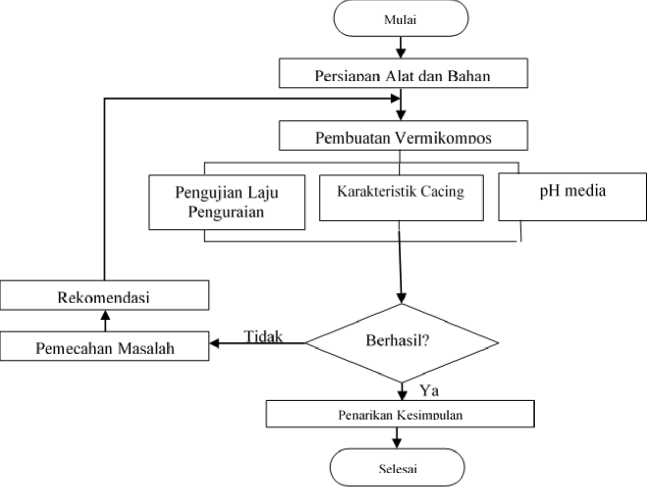 Mulai
Persiapan Alat dan Bahan
Pembuatan Vermikompos
Pengujian Laju
Penguraian
Karakteristik Cacing
pH media
Rekomendasi
Pemecahan Masalah
Tidak
Berhasil?
Ya
Penarikan Kesimpulan
Selesai